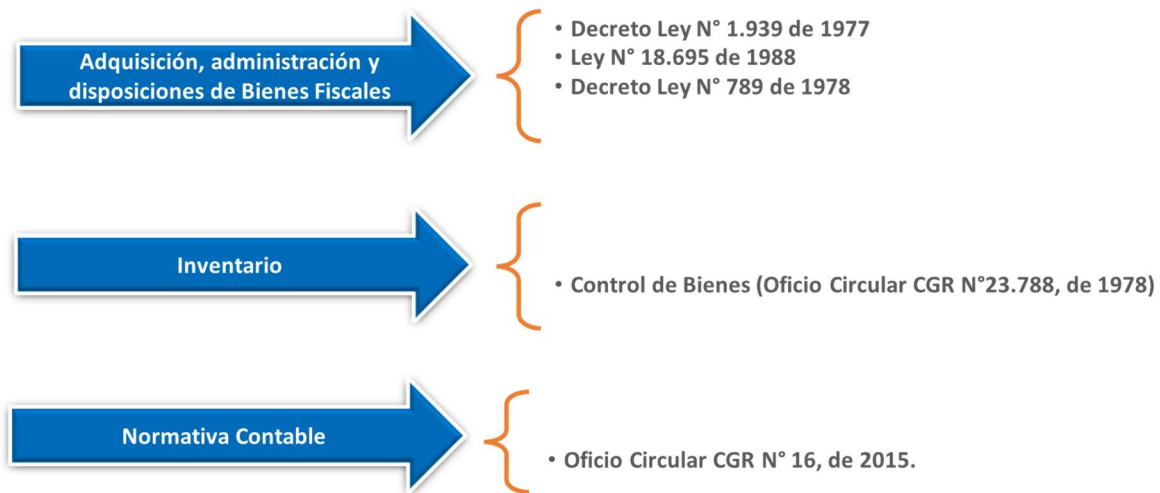 Adquisición, administración y
disposiciones de Bienes Fiscales
• Decreto Ley N° 1.939 de 1977
• Ley N° 18.695 de 1988
• Decreto Ley N° 789 de 1978
Inventario
• Control de Bienes (Oficio Circular CGR N°23.788, de 1978)
Normativa Contable
• Oficio Circular CGR N° 16, de 2015.